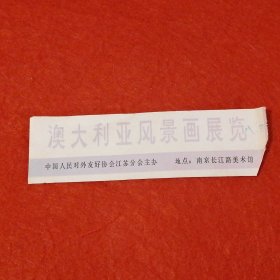 澳大利亚风景画展览
中国人民对外友好协会江苏分会主办 地点：南京长江路美术馆